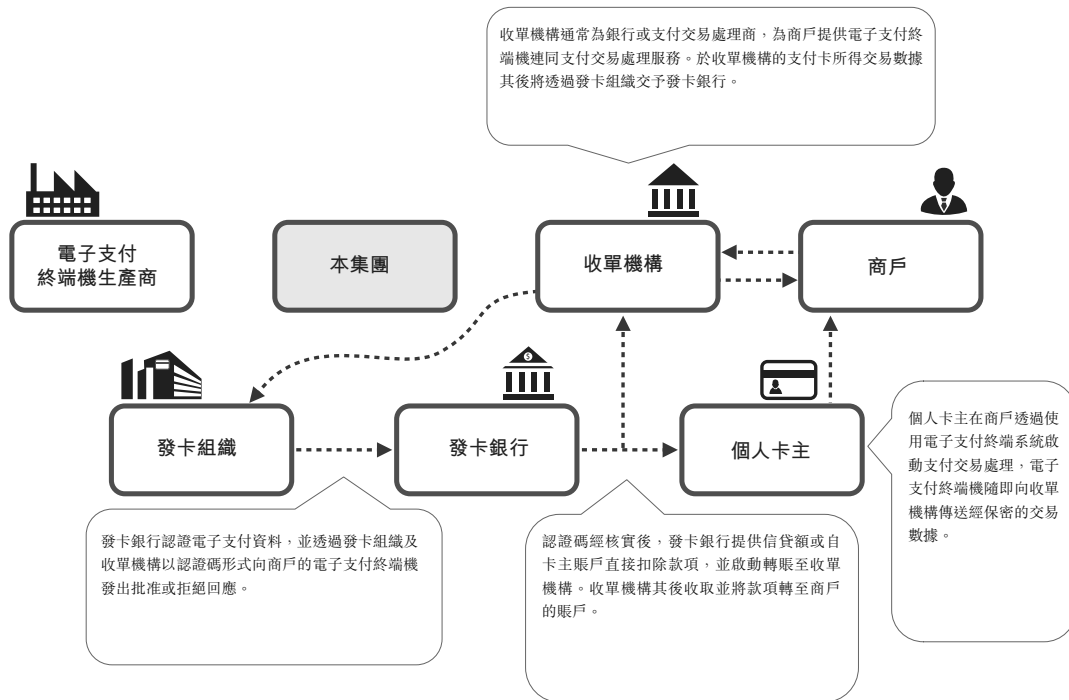 收單機構通常為銀行或支付交易處理商，為商戶提供電子支付終
端機連同支付交易處理服務。於收單機構的支付卡所得交易數據
其後將透過發卡組織交予發卡銀行。
電子支付
終端機生產商
本集團
收單機構
商戶
發卡組織
發卡銀行
個人卡主
個人卡主在商戶透過使
用電子支付終端系統啟
動支付交易處理，電子
支付終端機隨即向收單
機構傳送經保密的交易
數據。
發卡銀行認證電子支付資料，並透過發卡組織及
收單機構以認證碼形式向商戶的電子支付終端機
發出批准或拒絕回應。
認證碼經核實後，發卡銀行提供信貸額或自
卡主賬戶直接扣除款項，並啟動轉賬至收單
機構。收單機構其後收取並將款項轉至商戶
的賬戶。